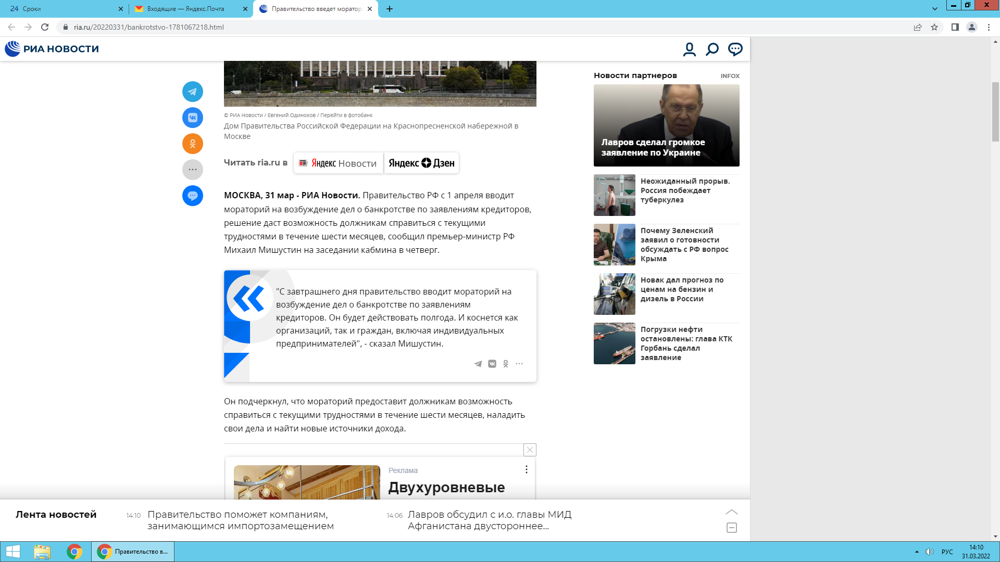 24 Сроки
Входящие — Яндекс.Почта
Правительство введет моратор
ria.ru/20220331/bankrotstvo-1781067218.html
РИА НОВОСТИ
© РИА Новости / Евгений Одиноков / Перейти в фотобанк
Дом Правительства Российской Федерации на Краснопресненской набережной в
Москве
Читать ria.ru в
Яндекс Новости
Яндекс Дзен
МОСКВА, 31 мар - РИА Новости. Правительство РФ с 1 апреля вводит
мораторий на возбуждение дел о банкротстве по заявлениям кредиторов,
решение даст возможность должникам справиться с текущими
трудностями в течение шести месяцев, сообщил премьер-министр РФ
Михаил Мишустин на заседании кабмина в четверг.
"С завтрашнего дня правительство вводит мораторий на
возбуждение дел о банкротстве по заявлениям
кредиторов. Он будет действовать полгода. И коснется как
организаций, так и граждан, включая индивидуальных
предпринимателей", - сказал Мишустин.
Он подчеркнул, что мораторий предоставит должникам возможность
справиться с текущими трудностями в течение шести месяцев, наладить
свои дела и найти новые источники дохода.
Реклама
Двухуровневые
Новости партнеров
INFOX
Лавров сделал громкое
заявление по Украине
Неожиданный прорыв.
Россия побеждает
туберкулез
Почему Зеленский
заявил о готовности
обсуждать с РФ вопрос
Крыма
Новак дал прогноз по
ценам на бензин и
дизель в России
Погрузки нефти
остановлены: глава КТК
Горбань сделал
заявление
Лента новостей
14:10 Правительство поможет компаниям,
занимающимся импортозамещением
14:06 Лавров обсудил с и.о. главы МИД
Афганистана двустороннее...
Правительство в...
РУС
14:10
31.03.2022